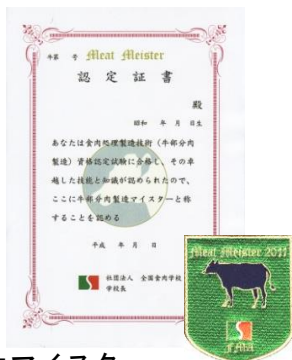 牛第　号 Meat Meister
認定証書
殿
昭和　年　月　日生
あなたは食肉処理製造技術（牛部分肉
製造）資格認定試験に合格し、その卓
越した技能と知識が認められたので、
ここに牛部分肉製造マイスターと称
することを認める
平成　年　月　日
社団法人　全国食肉学校
学校長
Meat Meister 2011
FMA
マイスタ